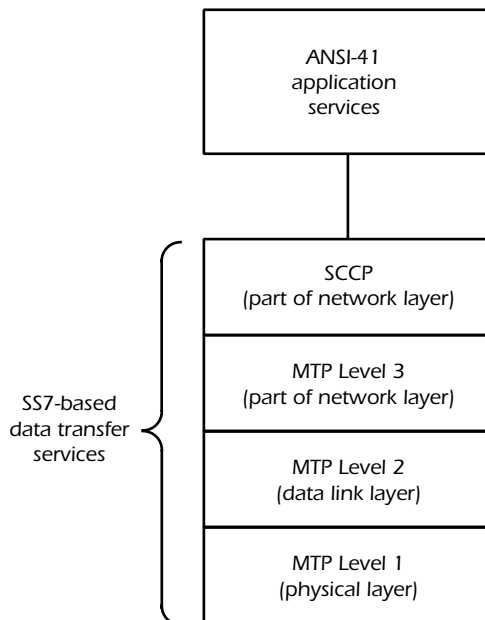 ANSI-41
application
services
SCCP
(part of network layer)
MTP Level 3
(part of network layer)
SS7-based
data transfer
services
MTP Level 2
(data link layer)
MTP Level 1
(physical layer)